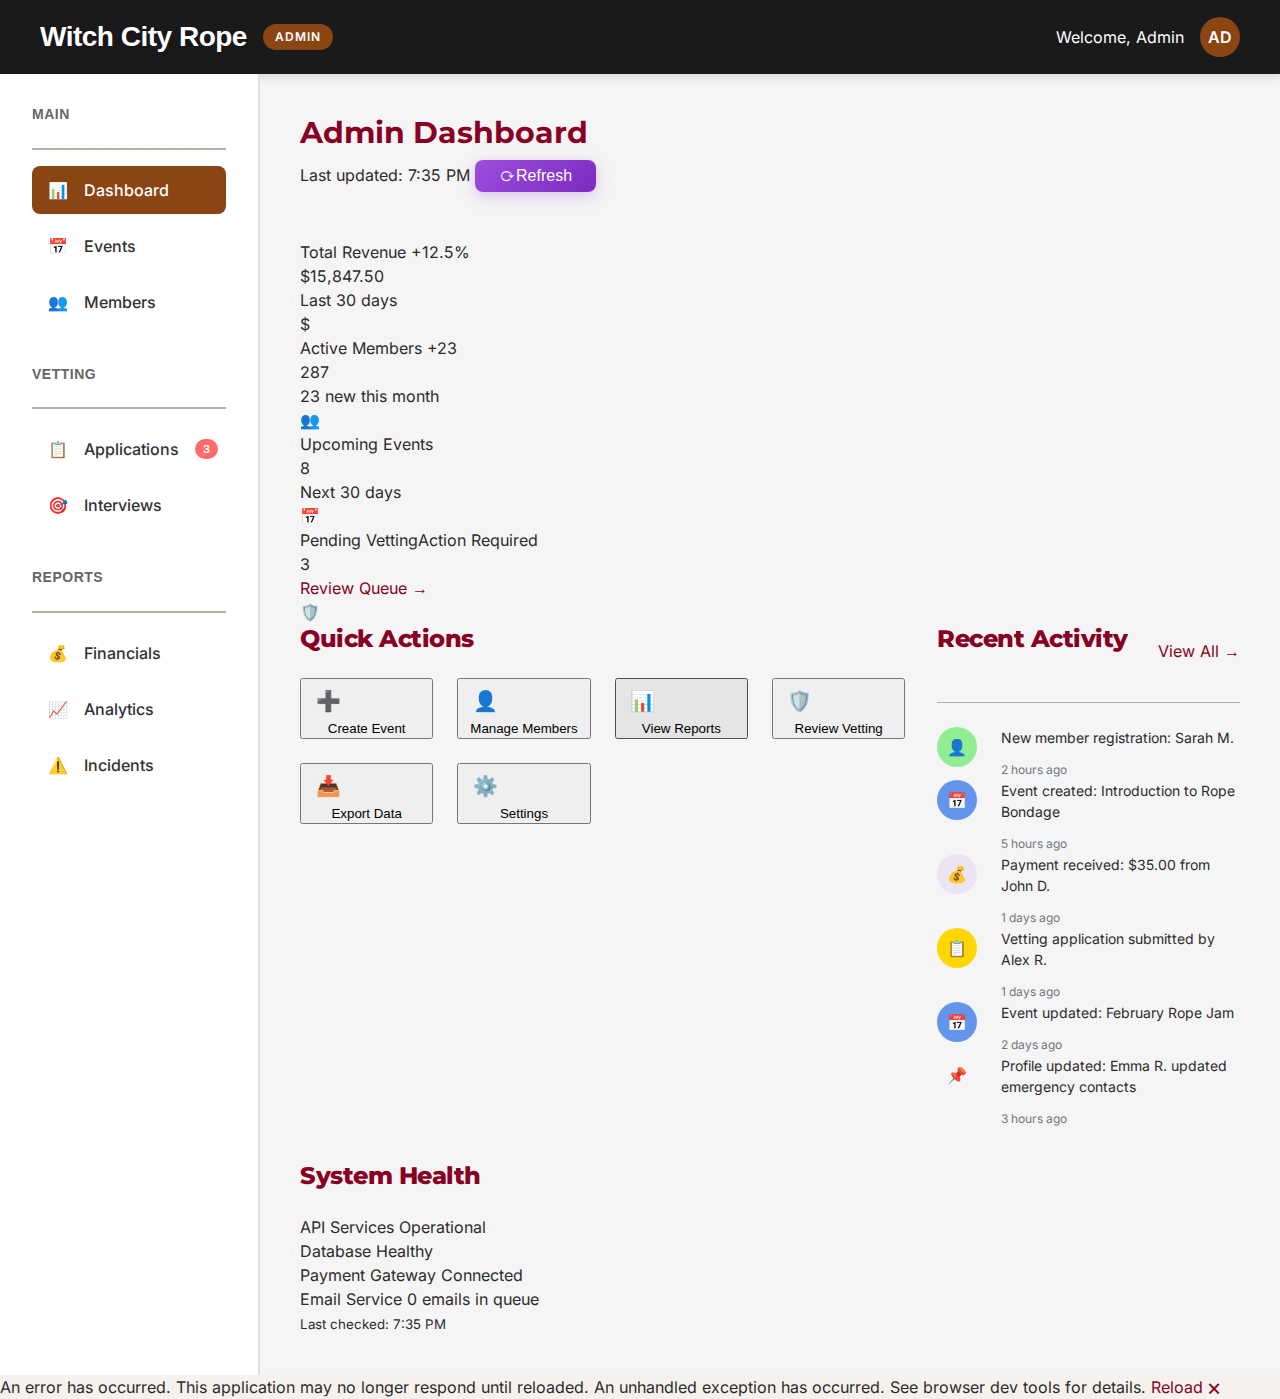 Witch City Rope ADMIN
Welcome, Admin AD
MAIN
Dashboard
Events
Members
VETTING
Applications 3
Interviews
REPORTS
Financials
Analytics
Incidents
Admin Dashboard
Last updated: 7:35 PM ⟳Refresh
Total Revenue +12.5%
$15,847.50
Last 30 days
$
Active Members +23
287
23 new this month
Upcoming Events
8
Next 30 days
Pending VettingAction Required
3
Review Queue →
Quick Actions
Create Event
Manage Members
View Reports
Review Vetting
Export Data
Settings
Recent Activity
View All →
New member registration: Sarah M.
2 hours ago
Event created: Introduction to Rope
Bondage
5 hours ago
Payment received: $35.00 from
John D.
1 days ago
Vetting application submitted by
Alex R.
1 days ago
Event updated: February Rope Jam
2 days ago
Profile updated: Emma R. updated
emergency contacts
3 hours ago
System Health
API Services Operational
Database Healthy
Payment Gateway Connected
Email Service 0 emails in queue
Last checked: 7:35 PM
An error has occurred. This application may no longer respond until reloaded. An unhandled exception has occurred. See browser dev tools for details. Reload ✕